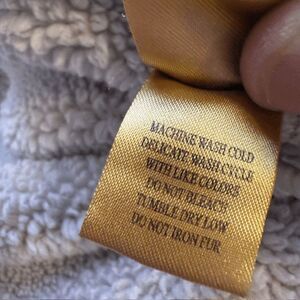 MACHINE WASH COLD
DELICATE WASH CYCLE
WITH LIKE COLORS
DO NOT BLEACH
TUMBLE DRY LOW
DO NOT IRON FUR